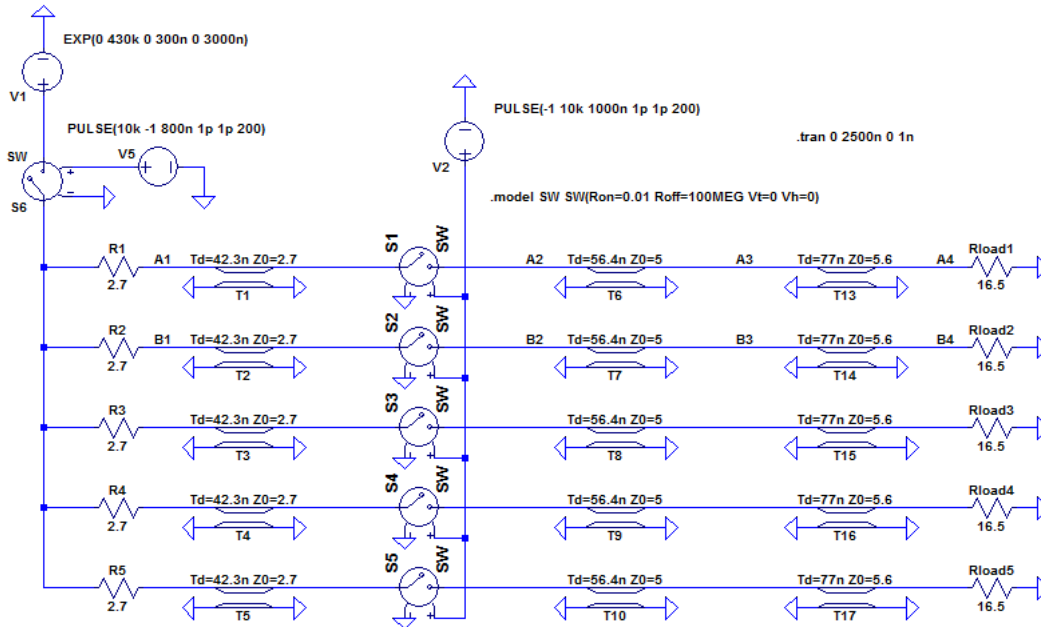 EXP(0 430k 0 300n 0 3000n)
V1
PULSE(10k -1 800n 1p 1p 200)
V5
SW
S6
PULSE(-1 10k 1000n 1p 1p 200)
V2
.tran 0 2500n 0 1n
.model SW SW(Ron=0.01 Roff=100MEG Vt=0 Vh=0)
R1 A1 Td=42.3n Z0=2.7 S1 SW A2 Td=56.4n Z0=5 A3 Td=77n Z0=5.6 A4 Rload1
2.7 T1 T6 T13 16.5
R2 B1 Td=42.3n Z0=2.7 S2 SW B2 Td=56.4n Z0=5 B3 Td=77n Z0=5.6 B4 Rload2
2.7 T2 T7 T14 16.5
R3 Td=42.3n Z0=2.7 S3 SW Td=56.4n Z0=5 Td=77n Z0=5.6 Rload3
2.7 T3 T8 T15 16.5
R4 Td=42.3n Z0=2.7 S4 SW Td=56.4n Z0=5 Td=77n Z0=5.6 Rload4
2.7 T4 T9 T16 16.5
R5 Td=42.3n Z0=2.7 S5 SW Td=56.4n Z0=5 Td=77n Z0=5.6 Rload5
2.7 T5 T10 T17 16.5